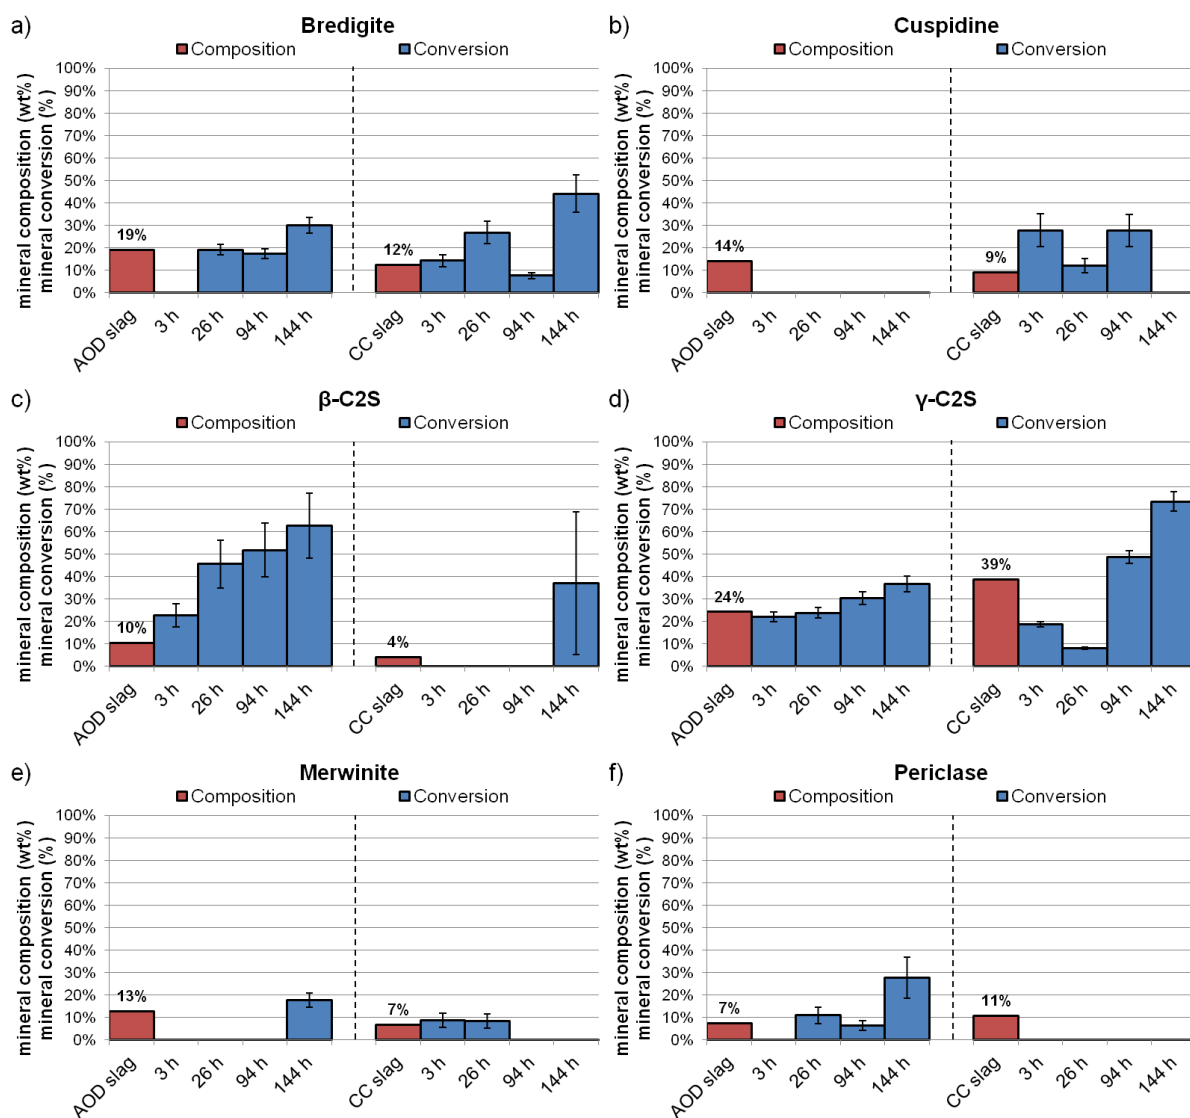 a) Bredigite
Composition Conversion
mineral composition (wt%)
mineral conversion (%)
100%
90%
80%
70%
60%
50%
40%
30%
20%
10%
0%
19%
12%
AOD slag 3 h 26 h 94 h 144 h CC slag 3 h 26 h 94 h 144 h
b) Cuspidine
Composition Conversion
mineral composition (wt%)
mineral conversion (%)
100%
90%
80%
70%
60%
50%
40%
30%
20%
10%
0%
14%
9%
AOD slag 3 h 26 h 94 h 144 h CC slag 3 h 26 h 94 h 144 h
c) β-C2S
Composition Conversion
mineral composition (wt%)
mineral conversion (%)
100%
90%
80%
70%
60%
50%
40%
30%
20%
10%
0%
10%
4%
AOD slag 3 h 26 h 94 h 144 h CC slag 3 h 26 h 94 h 144 h
d) γ-C2S
Composition Conversion
mineral composition (wt%)
mineral conversion (%)
100%
90%
80%
70%
60%
50%
40%
30%
20%
10%
0%
24%
39%
AOD slag 3 h 26 h 94 h 144 h CC slag 3 h 26 h 94 h 144 h
e) Merwinite
Composition Conversion
mineral composition (wt%)
mineral conversion (%)
100%
90%
80%
70%
60%
50%
40%
30%
20%
10%
0%
13%
7%
AOD slag 3 h 26 h 94 h 144 h CC slag 3 h 26 h 94 h 144 h
f) Periclase
Composition Conversion
mineral composition (wt%)
mineral conversion (%)
100%
90%
80%
70%
60%
50%
40%
30%
20%
10%
0%
7%
11%
AOD slag 3 h 26 h 94 h 144 h CC slag 3 h 26 h 94 h 144 h